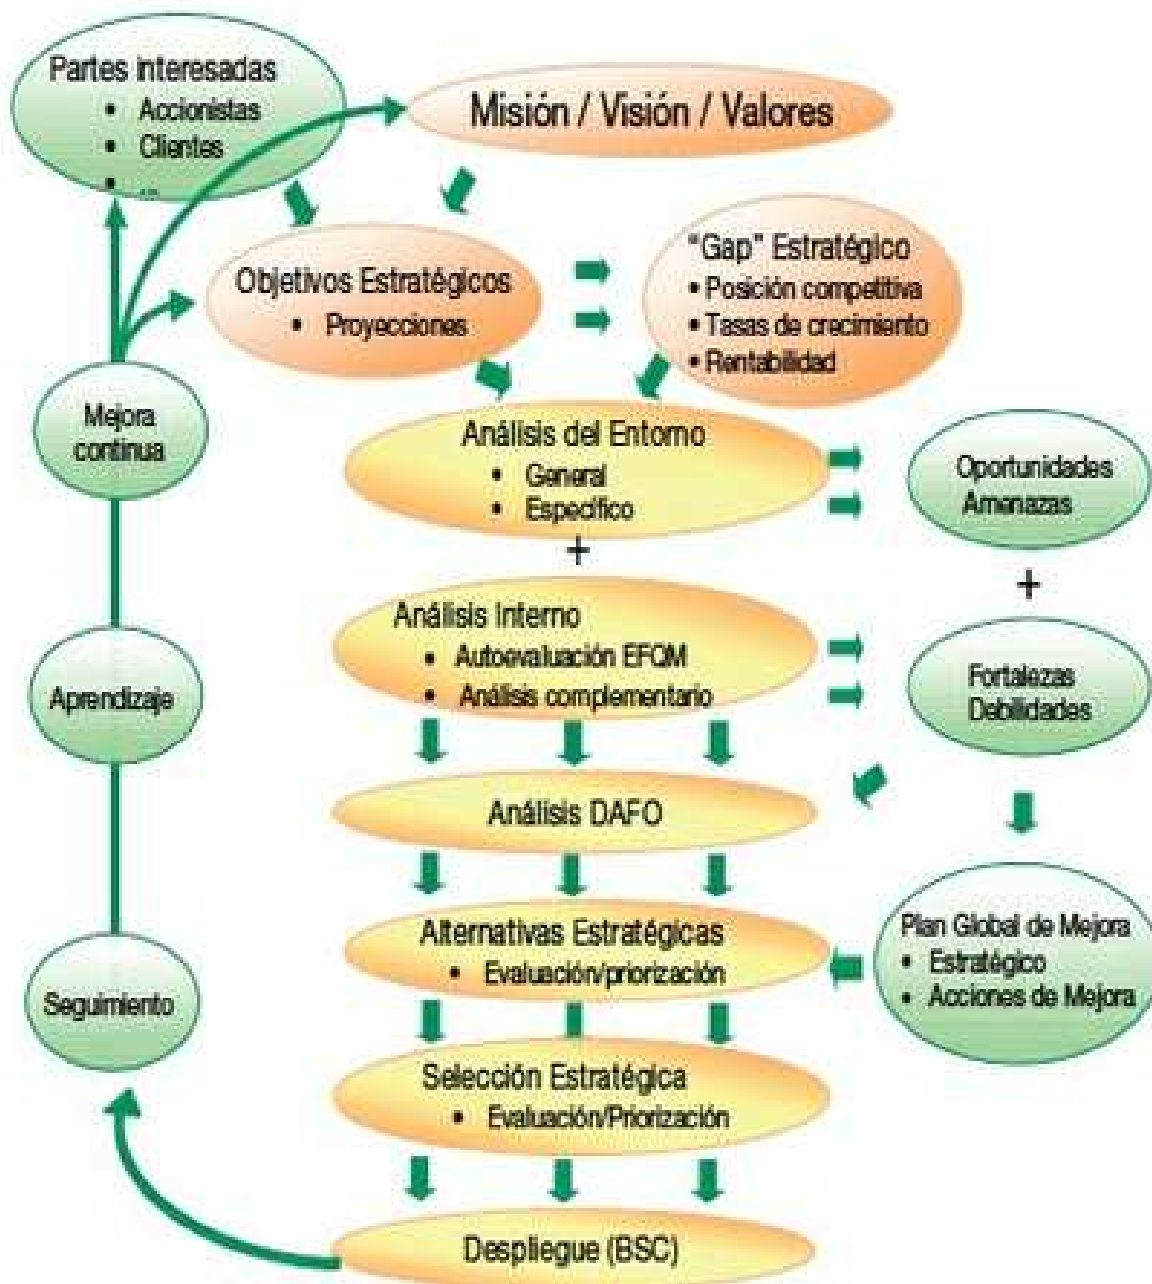 Partes interesadas
• Accionistas
• Clientes
• ...
Misión / Visión / Valores
Objetivos Estratégicos
• Proyecciones
"Gap" Estratégico
• Posición competitiva
• Tasas de crecimiento
• Rentabilidad
Mejora
continua
Análisis del Entorno
• General
• Específico
Oportunidades
Amenazas
+
+
Análisis Interno
• Autoevaluación EFQM
• Análisis complementario
Fortalezas
Debilidades
Aprendizaje
Análisis DAFO
Alternativas Estratégicas
• Evaluación/priorización
Plan Global de Mejora
• Estratégico
• Acciones de Mejora
Seguimiento
Selección Estratégica
• Evaluación/Priorización
Despliegue (BSC)